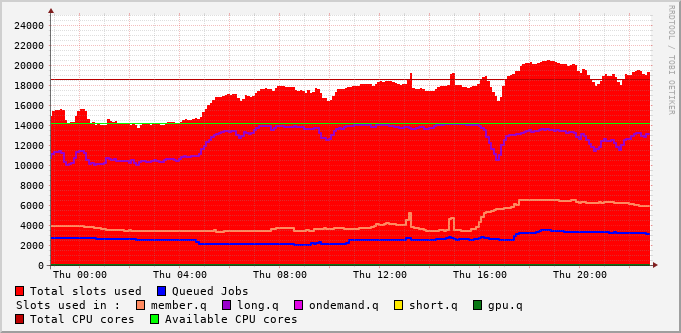 RRDTOOL / TOBI OETIKER
24000
22000
20000
18000
16000
14000
12000
10000
8000
6000
4000
2000
0
Thu 00:00 Thu 04:00 Thu 08:00 Thu 12:00 Thu 16:00 Thu 20:00
Total slots used Queued Jobs
Slots used in : member.q long.q ondemand.q short.q gpu.q
Total CPU cores Available CPU cores